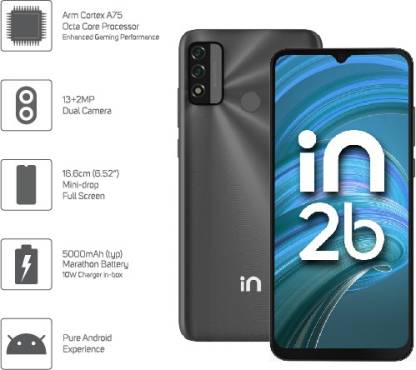 Arm Cortex A75
Octa Core Processor
Enhanced Gaming Performance
13+2MP
Dual Camera
16.6cm (6.52")
Mini-drop
Full Screen
5000mAh (typ)
Marathon Battery
10W Charger in-box
Pure Android
Experience
in
in
2b